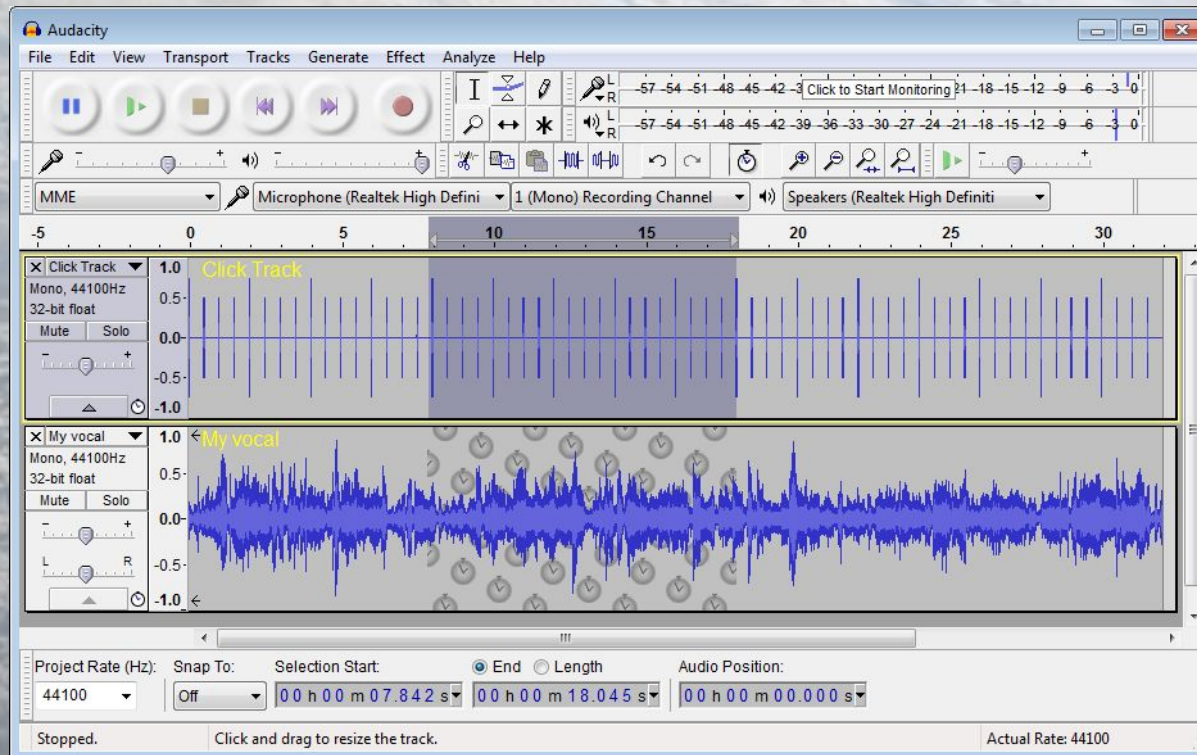 Audacity
File Edit View Transport Tracks Generate Effect Analyze Help
L
R
-57 -54 -51 -48 -45 -42 -3 Click to Start Monitoring 21 -18 -15 -12 -9 -6 -3 0
L
R
-57 -54 -51 -48 -45 -42 -39 -36 -33 -30 -27 -24 -21 -18 -15 -12 -9 -6 -3 0
- + - + - +
MME Microphone (Realtek High Defini 1 (Mono) Recording Channel Speakers (Realtek High Definiti
-5 0 5 10 15 20 25 30
Click Track 1.0 Click Track
Mono, 44100Hz
32-bit float 0.5
Mute Solo 0.0
- +
-0.5
-1.0
My vocal 1.0 My vocal
Mono, 44100Hz
32-bit float 0.5
Mute Solo
- + 0.0
L R -0.5
-1.0
Project Rate (Hz): Snap To: Selection Start: End Length Audio Position:
44100 Off 00 h 00 m 07.842 s 00 h 00 m 18.045 s 00 h 00 m 00.000 s
Stopped. Click and drag to resize the track. Actual Rate: 44100